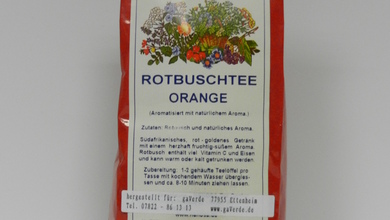 ROTBUSCHTEE
ORANGE
(Aromatisiert mit natürlichem Aroma.)
Zutaten: und natürliches Aroma.
Südafrikanisches, rot - goldenes Getränk
mit einem herzhaft fruchtig-süßem Aroma.
Rotbusch enthält viel Vitamin C und Eisen
und kann warm oder kalt getrunken werden.
Zubereitung: 1-2 gehäufte Teelöffel pro
Tasse mit kochendem Wasser übergies-
sen und ca. 8-10 Minuten ziehen lassen.
hergestellt für: gaVerde 77955 Ettenheim
Tel. 07822 - 86 13 13 www.gaVerde.de